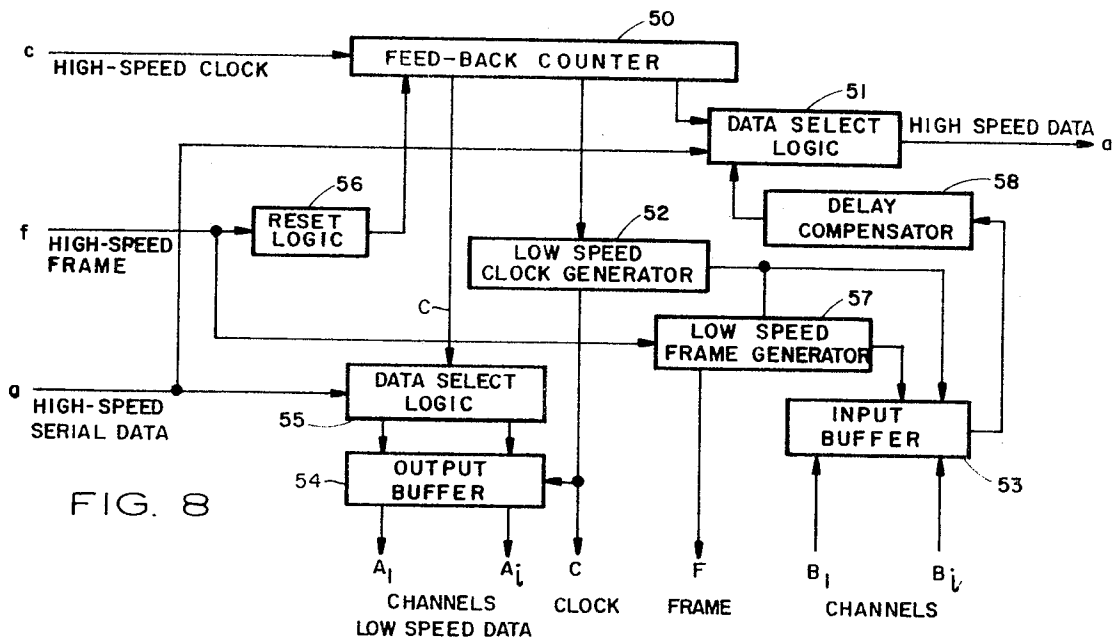 50
c
HIGH-SPEED CLOCK
FEED-BACK COUNTER
51
DATA SELECT
LOGIC
HIGH SPEED DATA
a
56
RESET
LOGIC
f
HIGH-SPEED
FRAME
58
DELAY
COMPENSATOR
52
LOW SPEED
CLOCK GENERATOR
C
57
LOW SPEED
FRAME GENERATOR
a
HIGH-SPEED
SERIAL DATA
DATA SELECT
LOGIC
55
INPUT
BUFFER
53
54
OUTPUT
BUFFER
FIG. 8
A1
Ai
C
F
B1
Bi
CHANNELS
LOW SPEED DATA
CLOCK
FRAME
CHANNELS